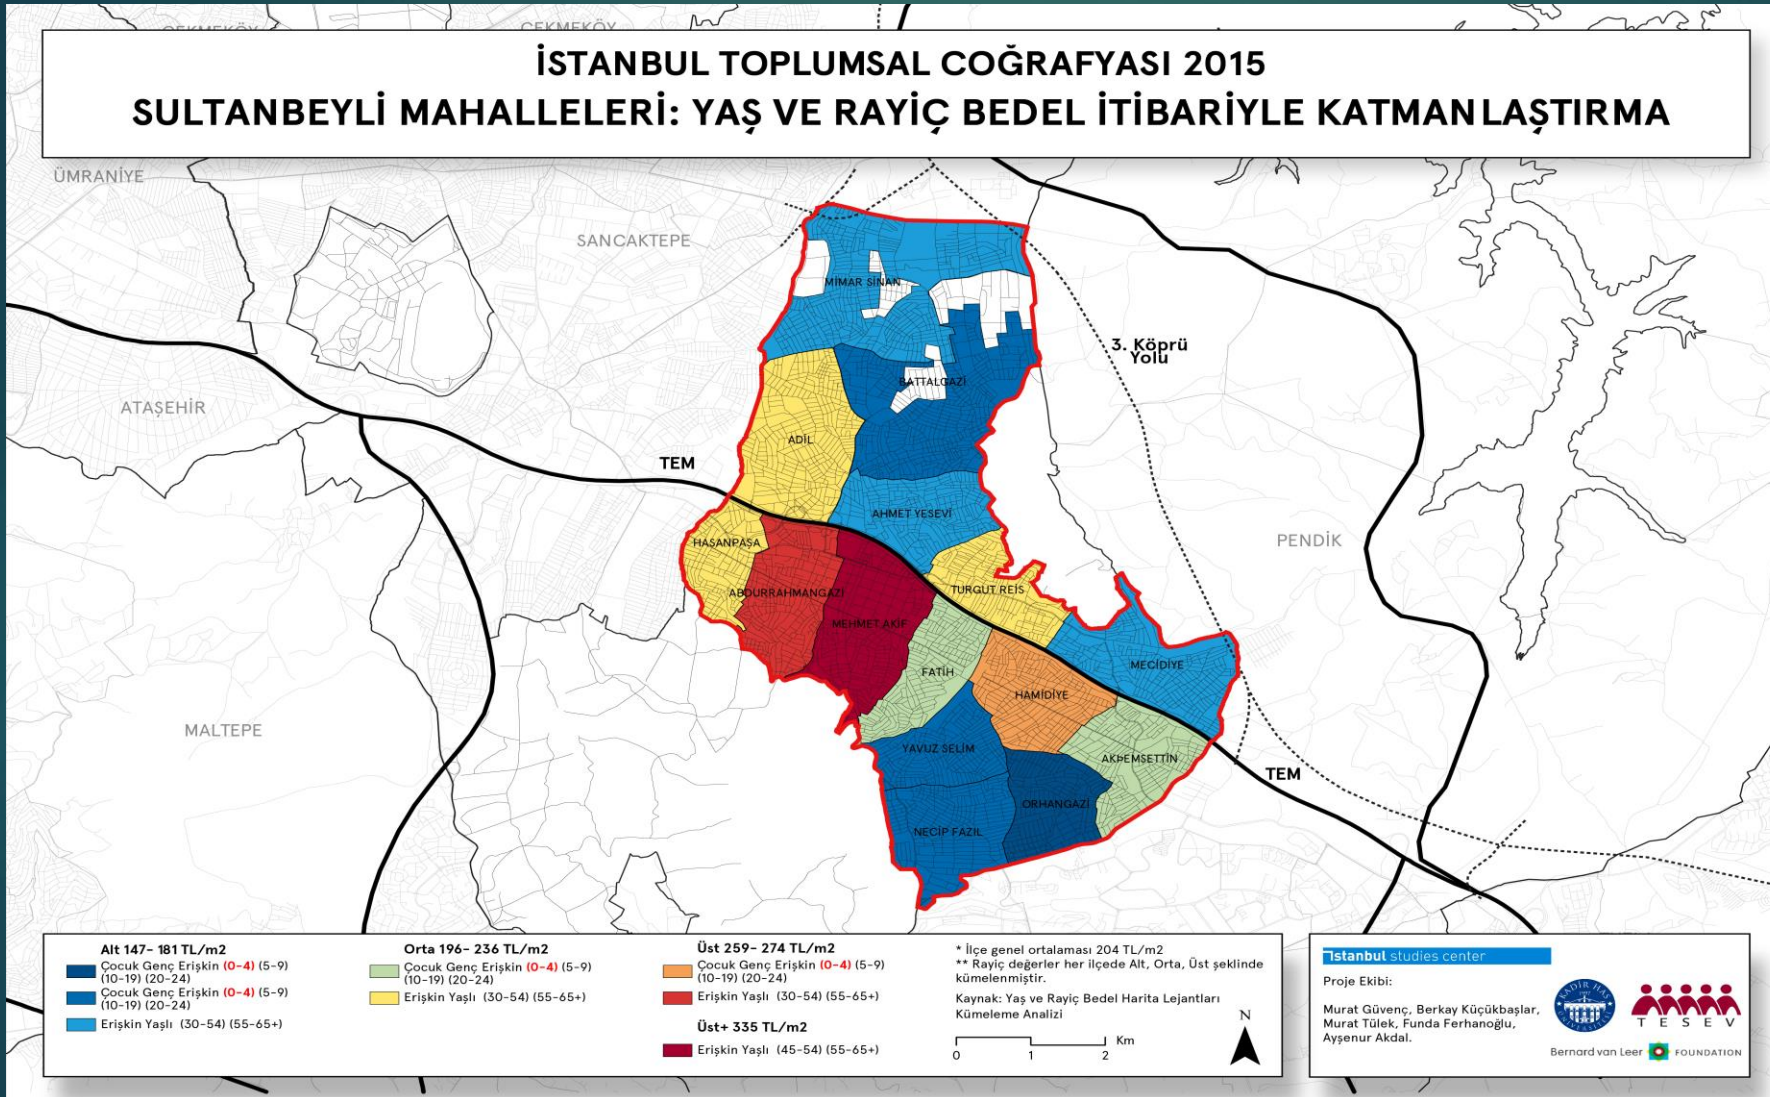 ÇEKMEKÖY
ÇEKMEKÖY
İSTANBUL TOPLUMSAL COĞRAFYASI 2015
SULTANBEYLİ MAHALLELERİ: YAŞ VE RAYİÇ BEDEL İTİBARİYLE KATMANLAŞTIRMA
ÜMRANİYE
SANCAKTEPE
MİMAR SİNAN
3. Köprü
Yolu
BATTALGAZİ
ATAŞEHİR
ADİL
TEM
AHMET YESEVİ
HASANPAŞA
PENDİK
ABDURRAHMANGAZİ
TURGUT REİS
MEHMET AKİF
FATİH
MECİDİYE
HAMİDİYE
MALTEPE
YAVUZ SELİM
AKÞEMSETTİN
TEM
ORHANGAZİ
NECİP FAZIL
Alt 147- 181 TL/m2
Çocuk Genç Erişkin (0-4) (5-9)
(10-19) (20-24)
Çocuk Genç Erişkin (0-4) (5-9)
(10-19) (20-24)
Erişkin Yaşlı (30-54) (55-65+)
Orta 196- 236 TL/m2
Çocuk Genç Erişkin (0-4) (5-9)
(10-19) (20-24)
Erişkin Yaşlı (30-54) (55-65+)
Üst 259- 274 TL/m2
Çocuk Genç Erişkin (0-4) (5-9)
(10-19) (20-24)
Erişkin Yaşlı (30-54) (55-65+)
Üst+ 335 TL/m2
Erişkin Yaşlı (45-54) (55-65+)
* İlçe genel ortalaması 204 TL/m2
** Rayiç değerler her ilçede Alt, Orta, Üst şeklinde
kümelenmiştir.
Kaynak: Yaş ve Rayiç Bedel Harita Lejantları
Kümeleme Analizi
Km
0 1 2
N
istanbul studies center
Proje Ekibi:
Murat Güvenç, Berkay Küçükbaşlar,
Murat Tülek, Funda Ferhanoğlu,
Ayşenur Akdal.
KADİR HAS
ÜNİVERSİTESİ
TESEV
Bernard van Leer FOUNDATION